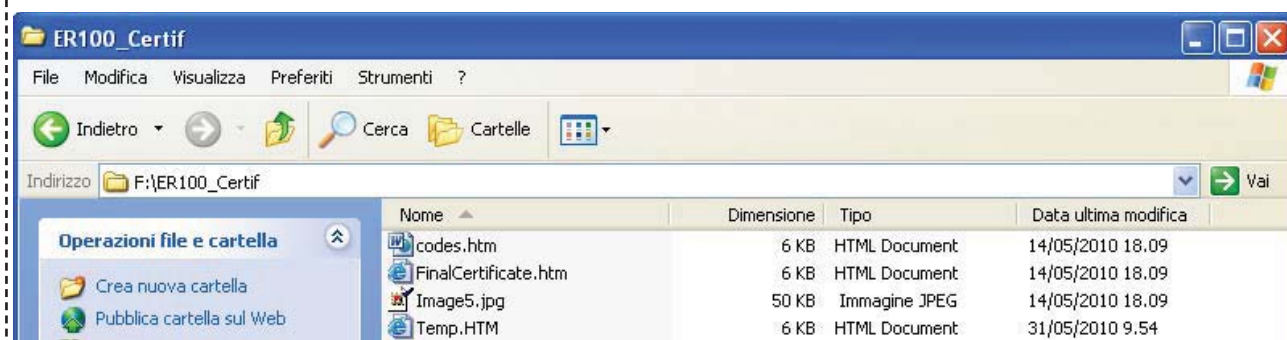 ER100_Certif
File Modifica Visualizza Preferiti Strumenti ?
Indietro Cerca Cartelle
Indirizzo F:\ER100_Certif Vai
Nome Dimensione Tipo Data ultima modifica
Operazioni file e cartella
codes.htm 6 KB HTML Document 14/05/2010 18.09
FinalCertificate.htm 6 KB HTML Document 14/05/2010 18.09
Crea nuova cartella
Image5.jpg 50 KB Immagine JPEG 14/05/2010 18.09
Pubblica cartella sul Web
Temp.HTM 6 KB HTML Document 31/05/2010 9.54